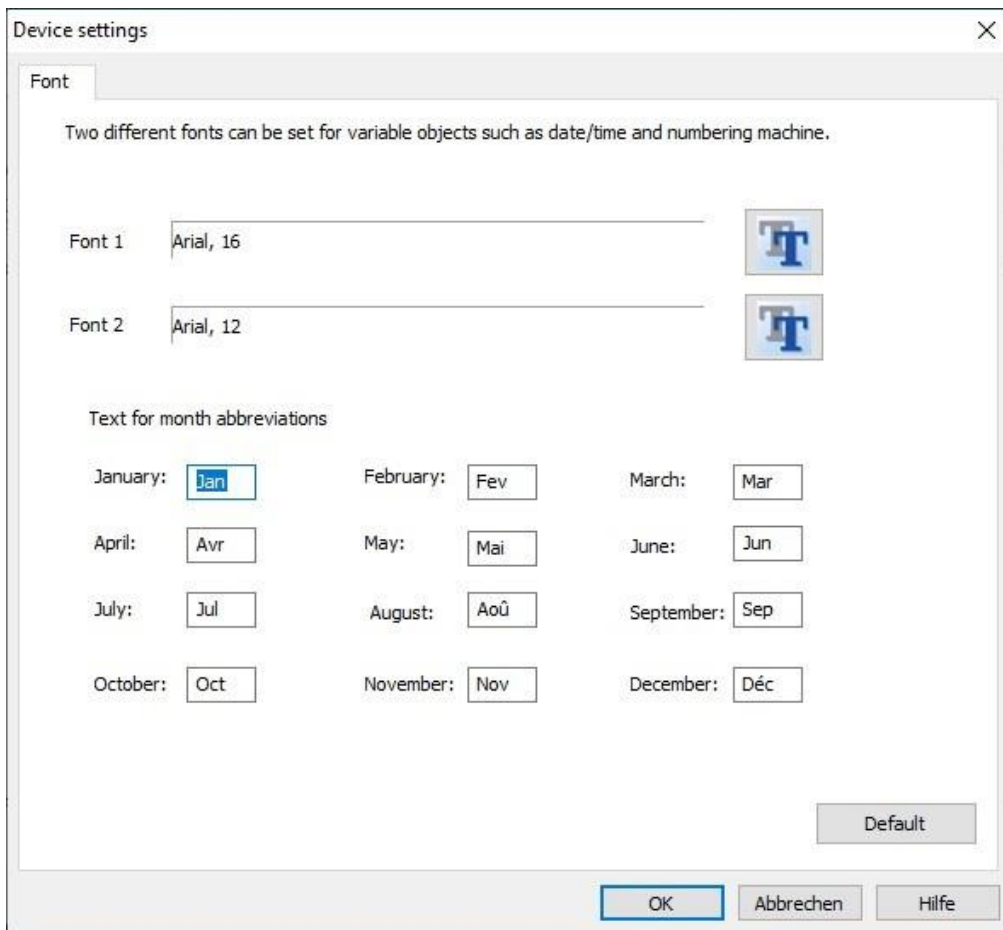 Device settings
Font
Two different fonts can be set for variable objects such as date/time and numbering machine.
Font 1 Arial, 16
Font 2 Arial, 12
Text for month abbreviations
January: Jan February: Fev March: Mar
April: Avr May: Mai June: Jun
July: Jul August: Aoû September: Sep
October: Oct November: Nov December: Déc
Default
OK Abbrechen Hilfe